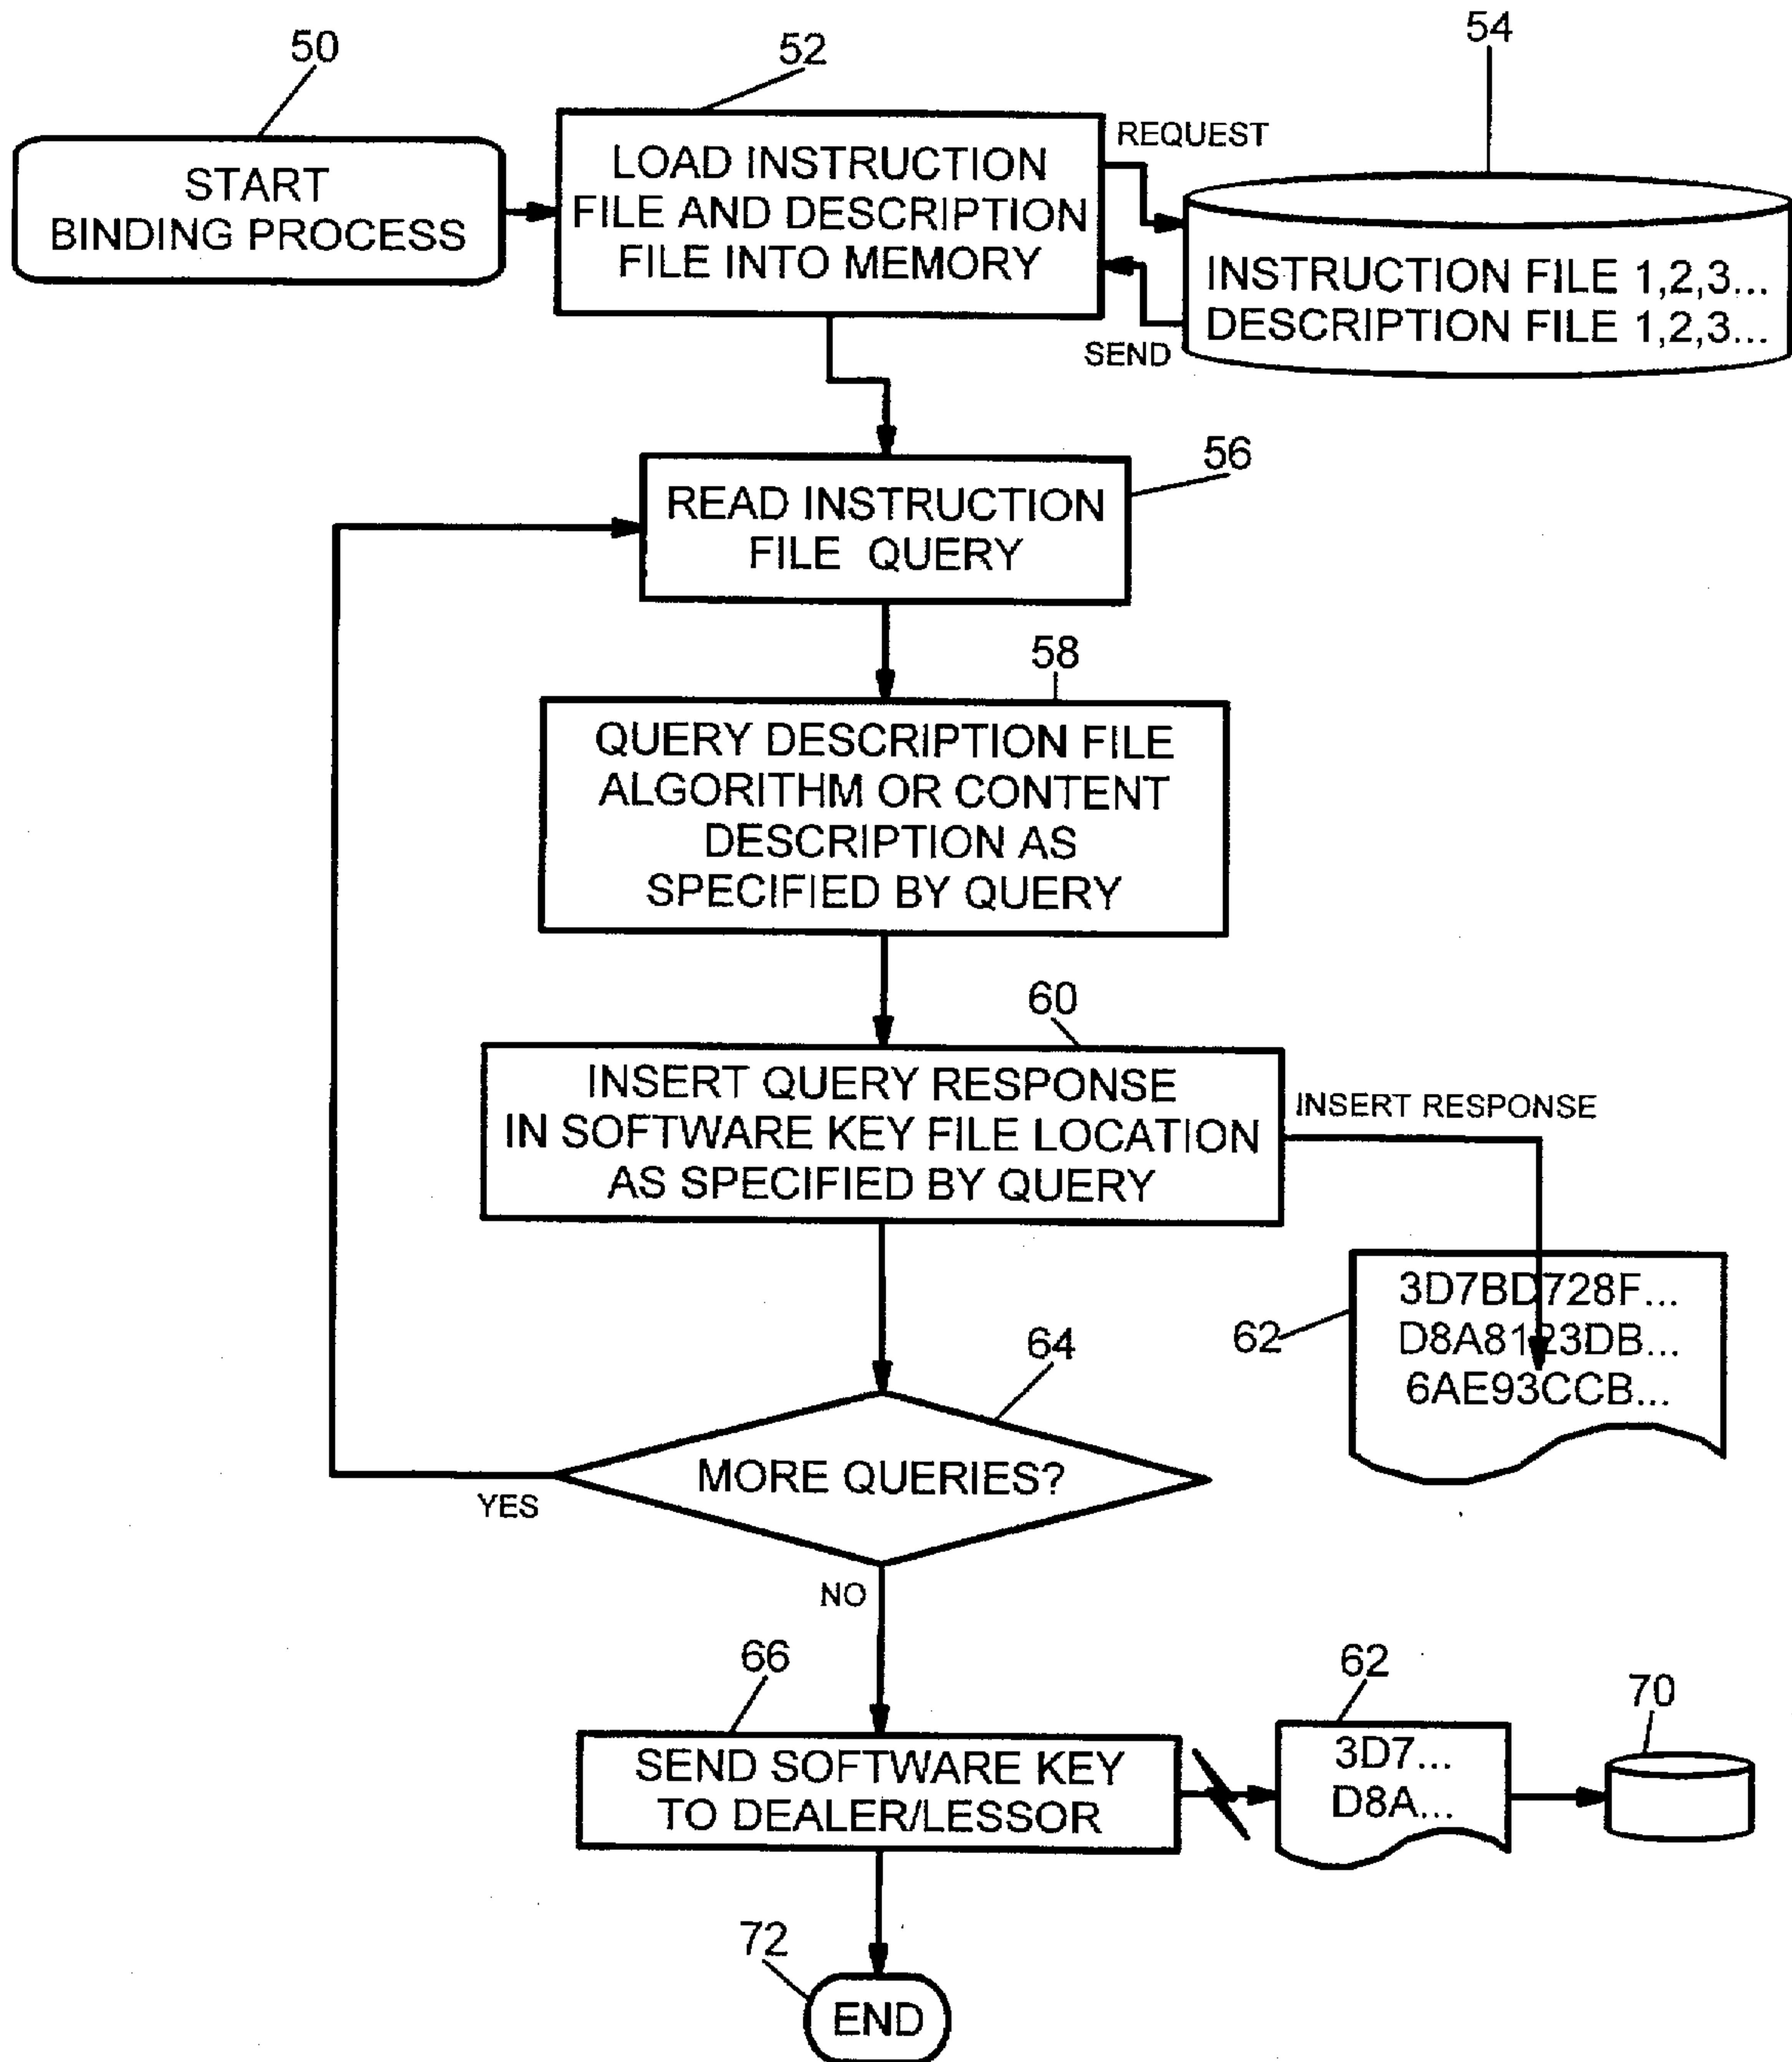 50
52
54
START
BINDING PROCESS
LOAD INSTRUCTION
FILE AND DESCRIPTION
FILE INTO MEMORY
REQUEST
SEND
INSTRUCTION FILE 1,2,3...
DESCRIPTION FILE 1,2,3...
56
READ INSTRUCTION
FILE QUERY
58
QUERY DESCRIPTION FILE
ALGORITHM OR CONTENT
DESCRIPTION AS
SPECIFIED BY QUERY
60
INSERT QUERY RESPONSE
IN SOFTWARE KEY FILE LOCATION
AS SPECIFIED BY QUERY
INSERT RESPONSE
62
3D7BD728F...
D8A8123DB...
6AE93CCB...
64
MORE QUERIES?
YES
NO
66
SEND SOFTWARE KEY
TO DEALER/LESSOR
62
3D7...
D8A...
70
72
END